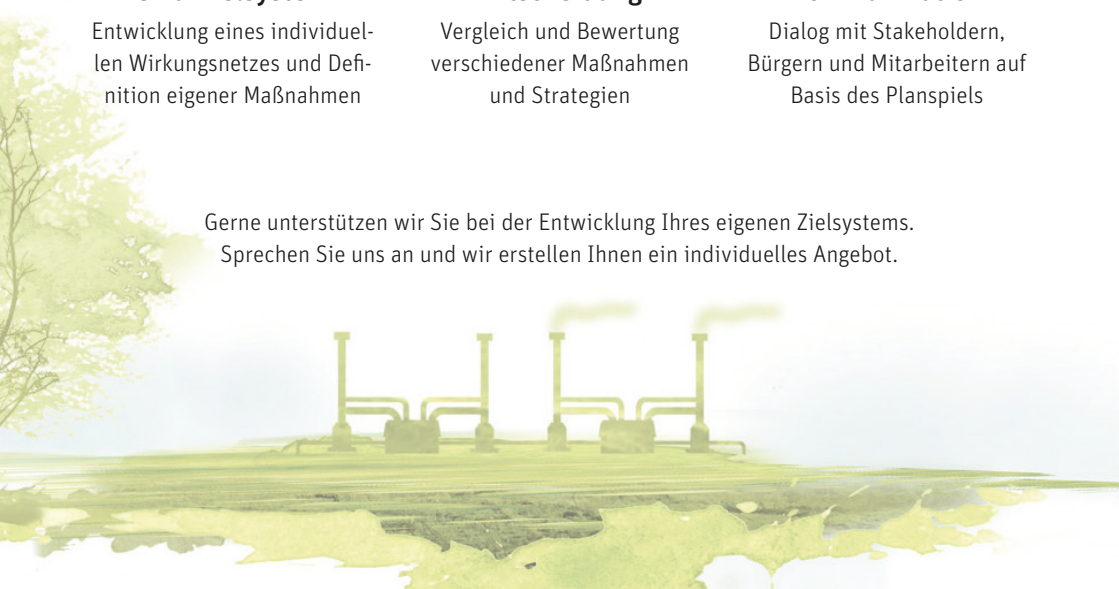 Entwicklung eines individuel-
len Wirkungsnetzes und Defi-
nition eigener Maßnahmen
Vergleich und Bewertung
verschiedener Maßnahmen
und Strategien
Dialog mit Stakeholdern,
Bürgern und Mitarbeitern auf
Basis des Planspiels
Gerne unterstützen wir Sie bei der Entwicklung Ihres eigenen Zielsystems.
Sprechen Sie uns an und wir erstellen Ihnen ein individuelles Angebot.